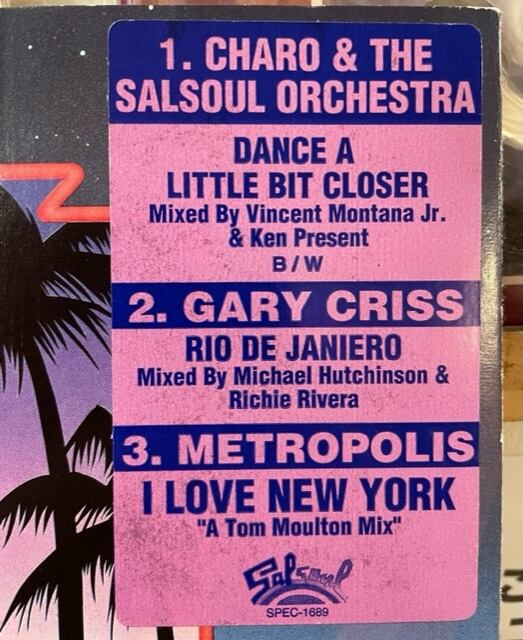 1. CHARO & THE
SALSOUL ORCHESTRA
DANCE A
LITTLE BIT CLOSER
Mixed By Vincent Montana Jr.
& Ken Present
B/W
2. GARY CRISS
RIO DE JANIERO
Mixed By Michael Hutchinson &
Richie Rivera
3. METROPOLIS
I LOVE NEW YORK
"A Tom Moulton Mix"
Salsoul
SPEC-1689